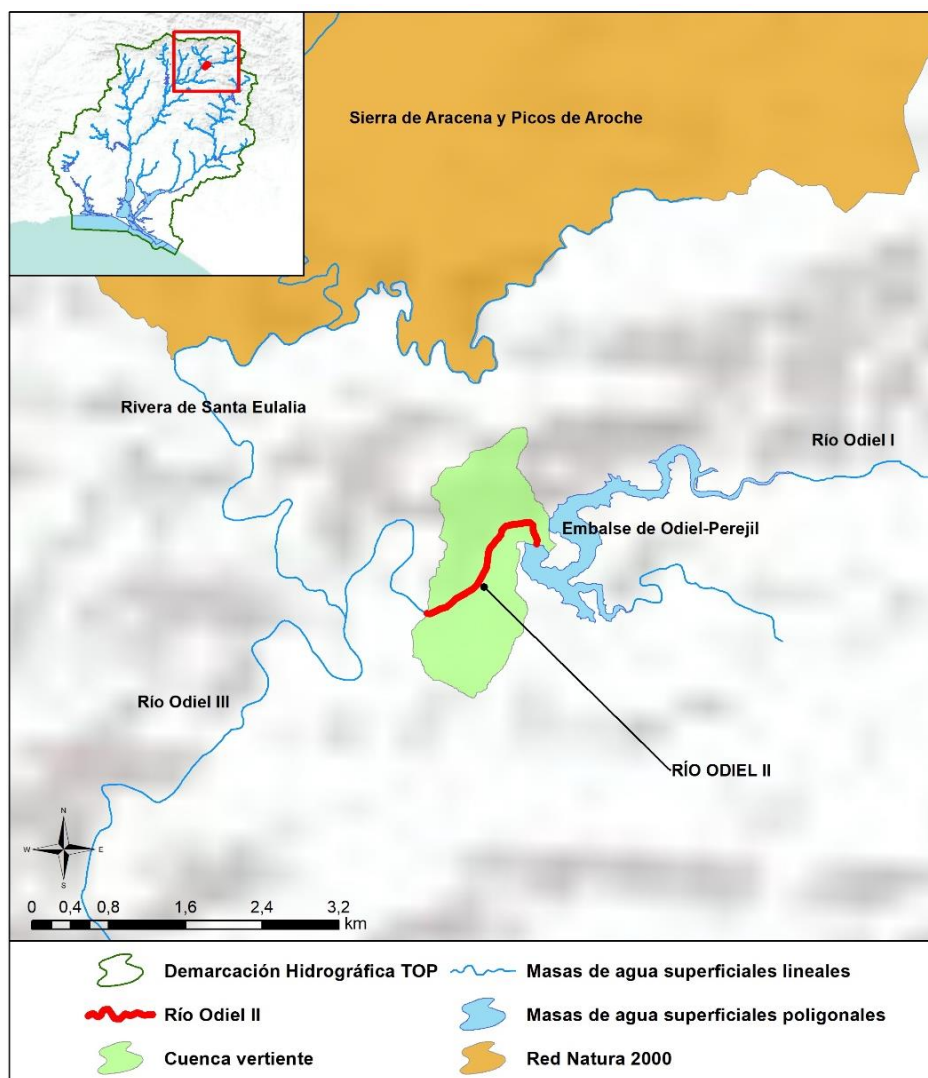 Sierra de Aracena y Picos de Aroche
Rivera de Santa Eulalia
Río Odiel I
Embalse de Odiel-Perejil
Río Odiel III
RÍO ODIEL II
N
W E
S
0 0,4 0,8 1,6 2,4 3,2
km
Demarcación Hidrográfica TOP
Masas de agua superficiales lineales
Río Odiel II
Masas de agua superficiales poligonales
Cuenca vertiente
Red Natura 2000